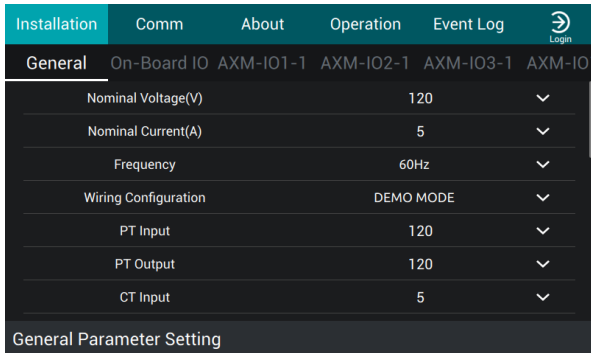 Installation Comm About Operation Event Log Login
General On-Board IO AXM-IO1-1 AXM-IO2-1 AXM-IO3-1 AXM-IO
Nominal Voltage(V) 120
Nominal Current(A) 5
Frequency 60Hz
Wiring Configuration DEMO MODE
PT Input 120
PT Output 120
CT Input 5
General Parameter Setting